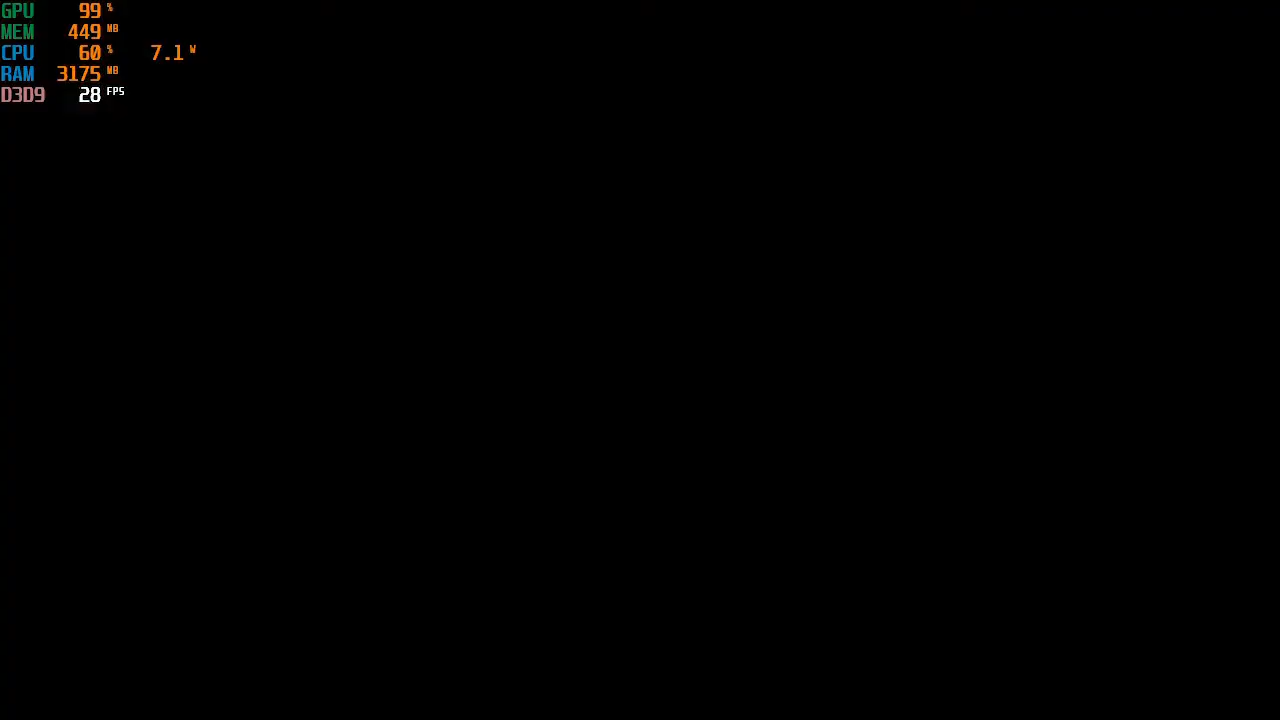 GPU 99 %
MEM 449 MB
CPU 60 % 7.1 W
RAM 3175 MB
D3D9 28 FPS